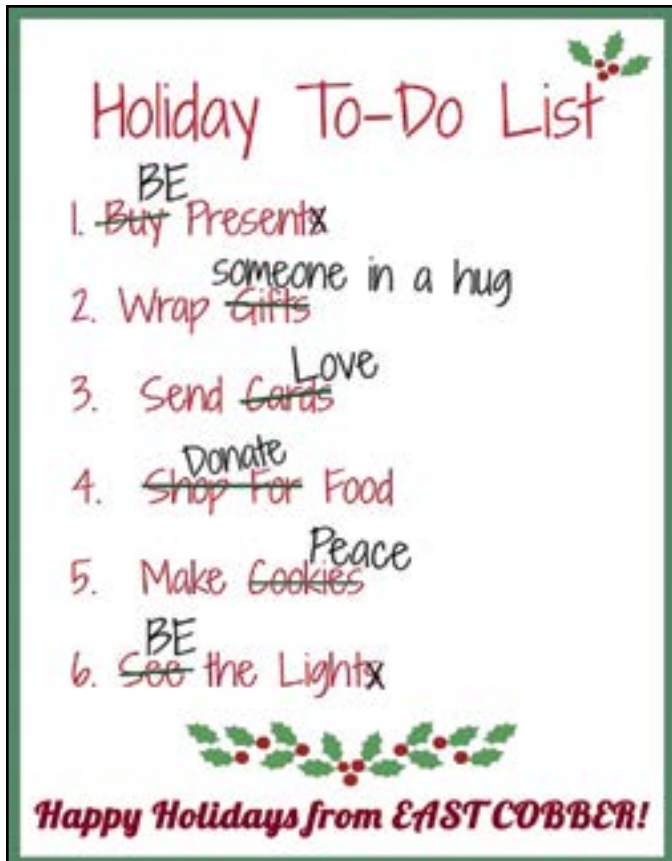 Holiday To-Do List
BE
1. Buy Presents
someone in a hug
2. Wrap Gifts
Love
3. Send Cards
Donate
4. Shop For Food
Peace
5. Make Cookies
BE
6. See the Lights
Happy Holidays from EAST COBBER!